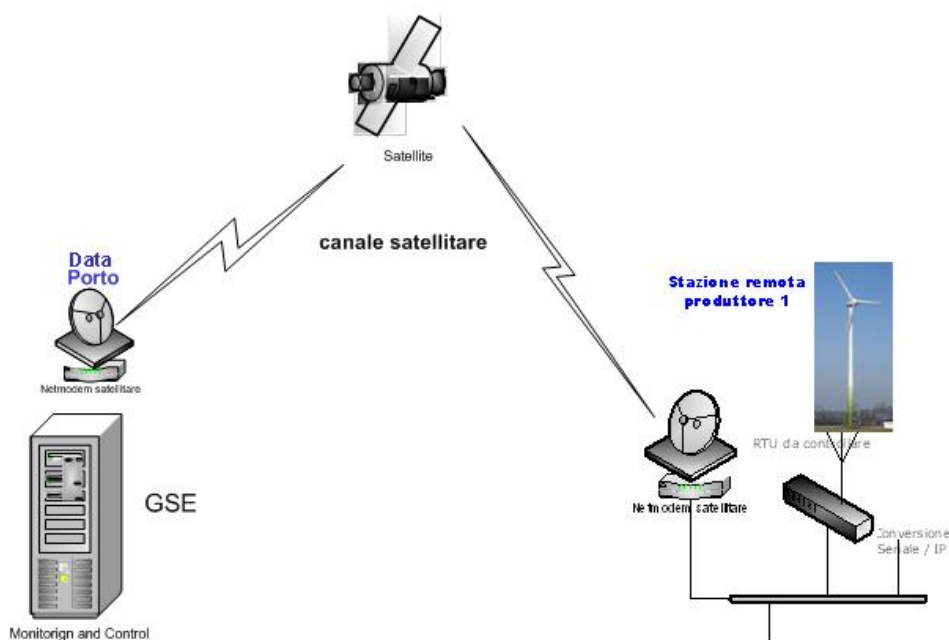 Satellite
canale satellitare
Data
Porto
Stazione remota
produttore 1
Netmodem satellitare
RTU da controllare
GSE
Netmodem satellitare
Conversione
Seriale / IP
Monitorign and Control